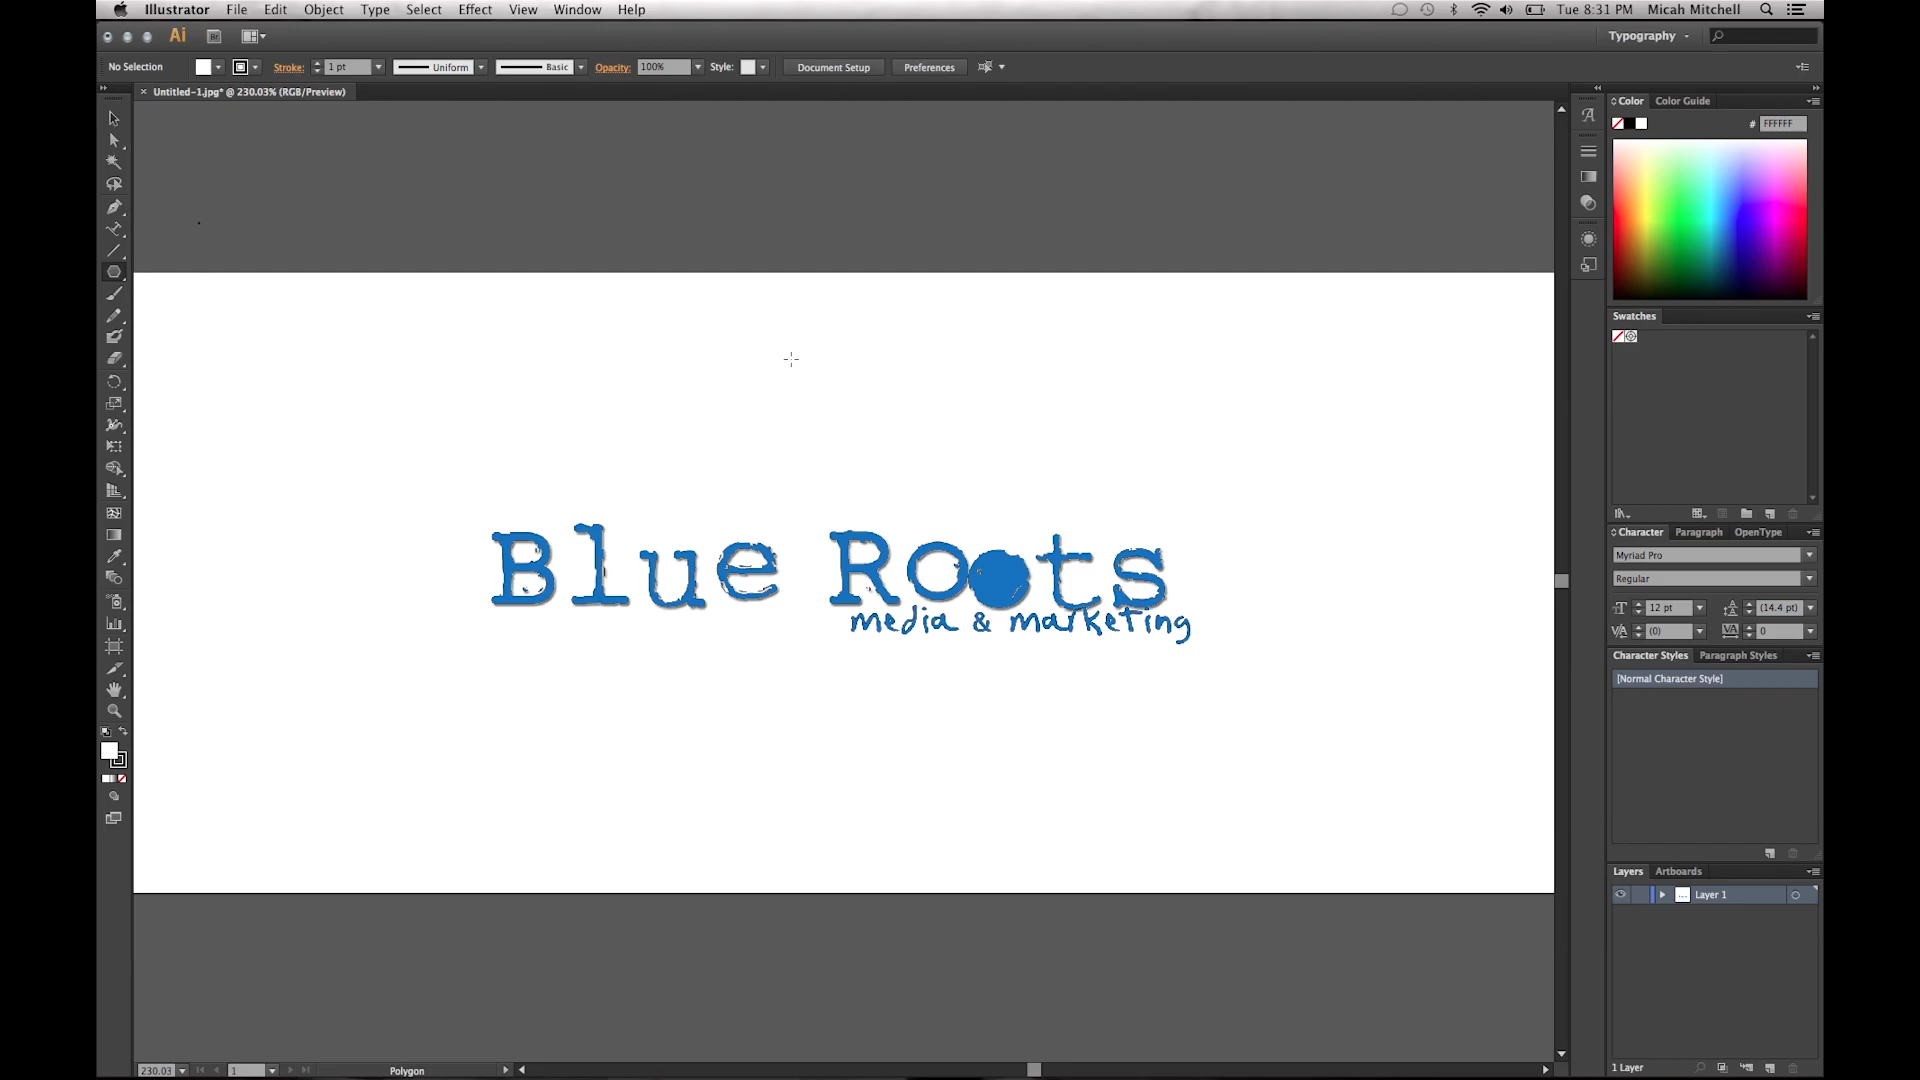 Illustrator File Edit Object Type Select Effect View Window Help Tue 8:31 PM Micah Mitchell
Ai Br Typography
No Selection Stroke: 1 pt Uniform Basic Opacity: 100% Style: Document Setup Preferences
× Untitled-1.jpg* @ 230.03% (RGB/Preview)
Color Color Guide
# FFFFFF
Swatches
Character Paragraph OpenType
Myriad Pro
Regular
12 pt (14.4 pt)
(0) 0
Character Styles Paragraph Styles
[Normal Character Style]
Layers Artboards
Layer 1
1 Layer
Blue Roots
media & marketing
230.03 1 Polygon